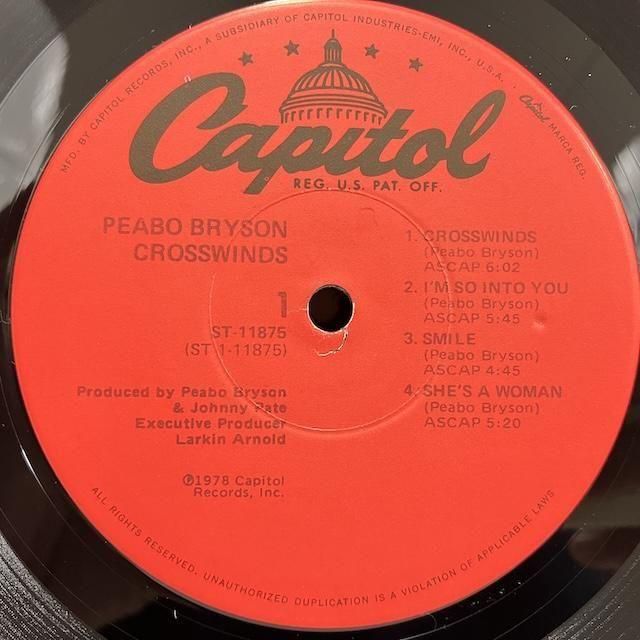 MFD. BY CAPITOL RECORDS, INC., A SUBSIDIARY OF CAPITOL INDUSTRIES-EMI, INC., U.S.A. Capitol MARCA REG.
Capitol
REG. U.S. PAT. OFF.
PEABO BRYSON
CROSSWINDS
1
ST-11875
(ST-1-11875)
Produced by Peabo Bryson
& Johnny Pate
Executive Producer
Larkin Arnold
℗1978 Capitol
Records, Inc.
1. CROSSWINDS
(Peabo Bryson)
ASCAP 6:02
2. I'M SO INTO YOU
(Peabo Bryson)
ASCAP 5:45
3. SMILE
(Peabo Bryson)
ASCAP 4:45
4. SHE'S A WOMAN
(Peabo Bryson)
ASCAP 5:20
ALL RIGHTS RESERVED. UNAUTHORIZED DUPLICATION IS A VIOLATION OF APPLICABLE LAWS